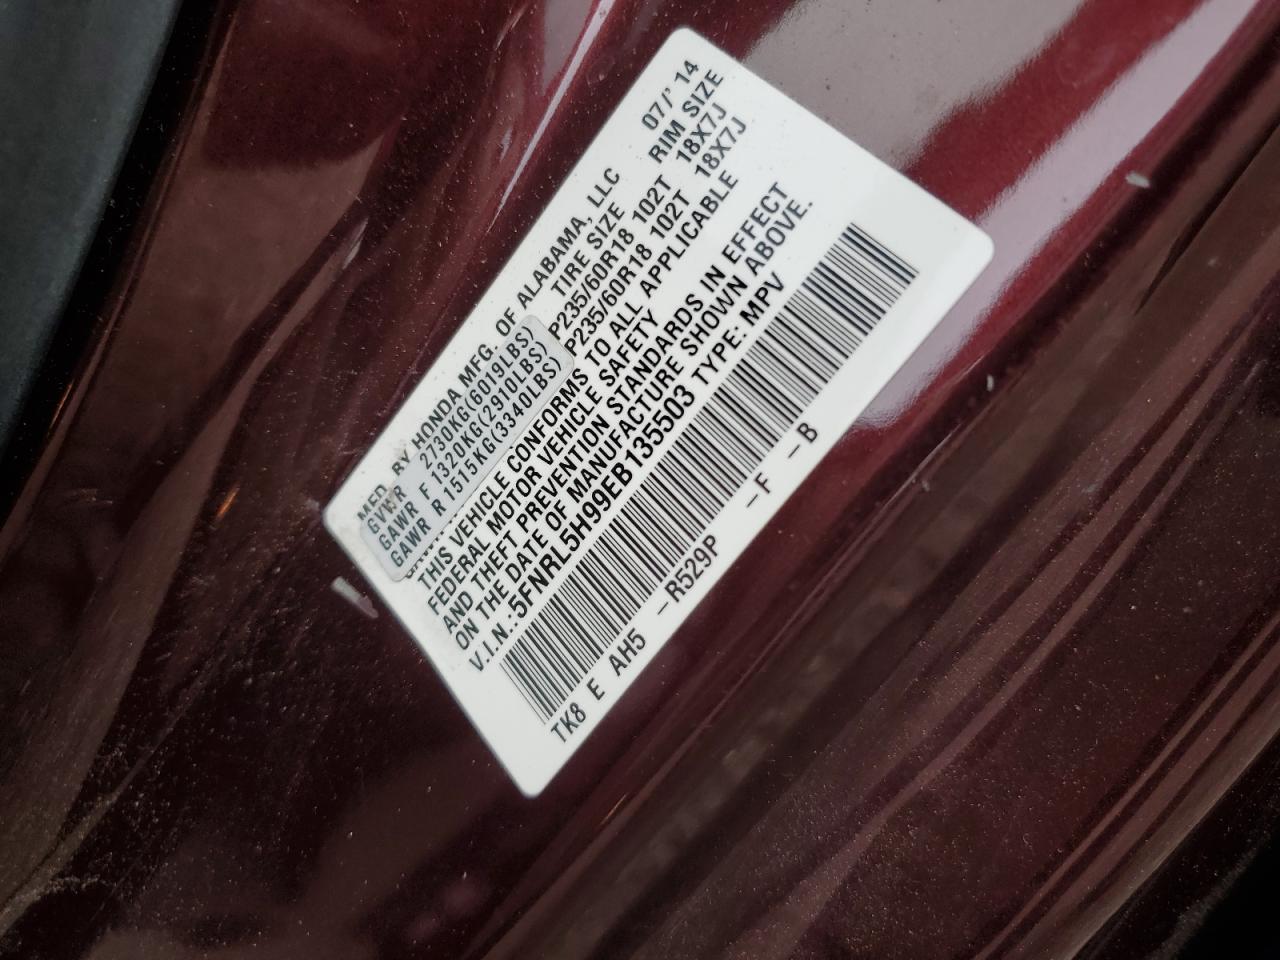 MFD. BY HONDA MFG. OF ALABAMA, LLC 07/'14
GVWR 2730KG(6019LBS) TIRE SIZE RIM SIZE
GAWR F 1320KG(2910LBS) P235/60R18 102T 18X7J
GAWR R 1515KG(3340LBS) P235/60R18 102T 18X7J
THIS VEHICLE CONFORMS TO ALL APPLICABLE
FEDERAL MOTOR VEHICLE SAFETY
AND THEFT PREVENTION STANDARDS IN EFFECT
ON THE DATE OF MANUFACTURE SHOWN ABOVE.
V.I.N.:5FNRL5H99EB135503 TYPE: MPV
TK8 E AH5 -R529P -F -B